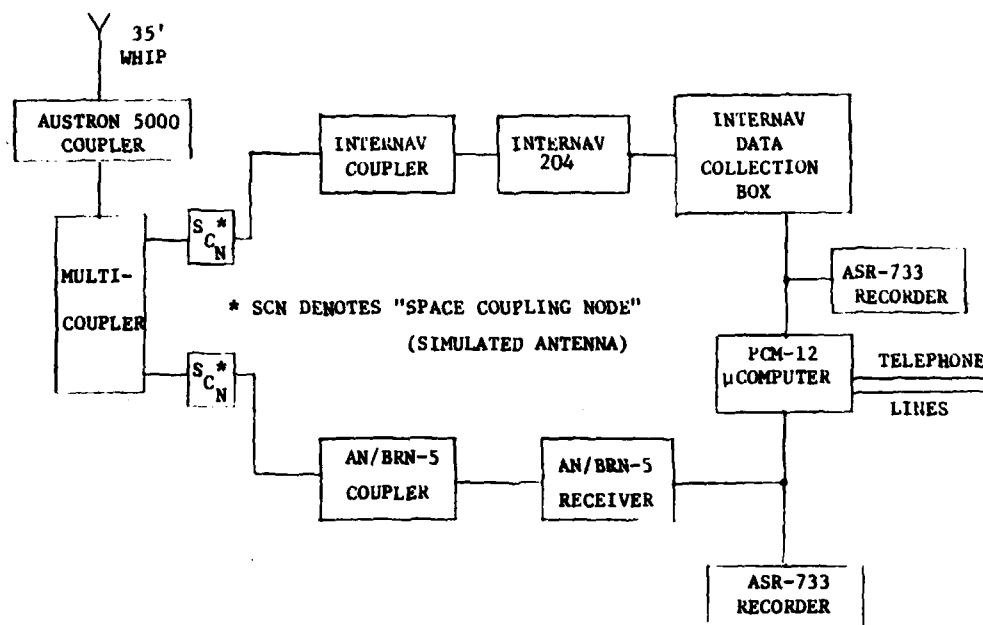 35'
WHIP
AUSTRON 5000
COUPLER
INTERNAV
COUPLER
INTERNAV
204
INTERNAV
DATA
COLLECTION
BOX
MULTI-
COUPLER
SCN*
ASR-733
RECORDER
* SCN DENOTES "SPACE COUPLING NODE"
(SIMULATED ANTENNA)
PCM-12
µCOMPUTER
TELEPHONE
LINES
SCN*
AN/BRN-5
COUPLER
AN/BRN-5
RECEIVER
ASR-733
RECORDER